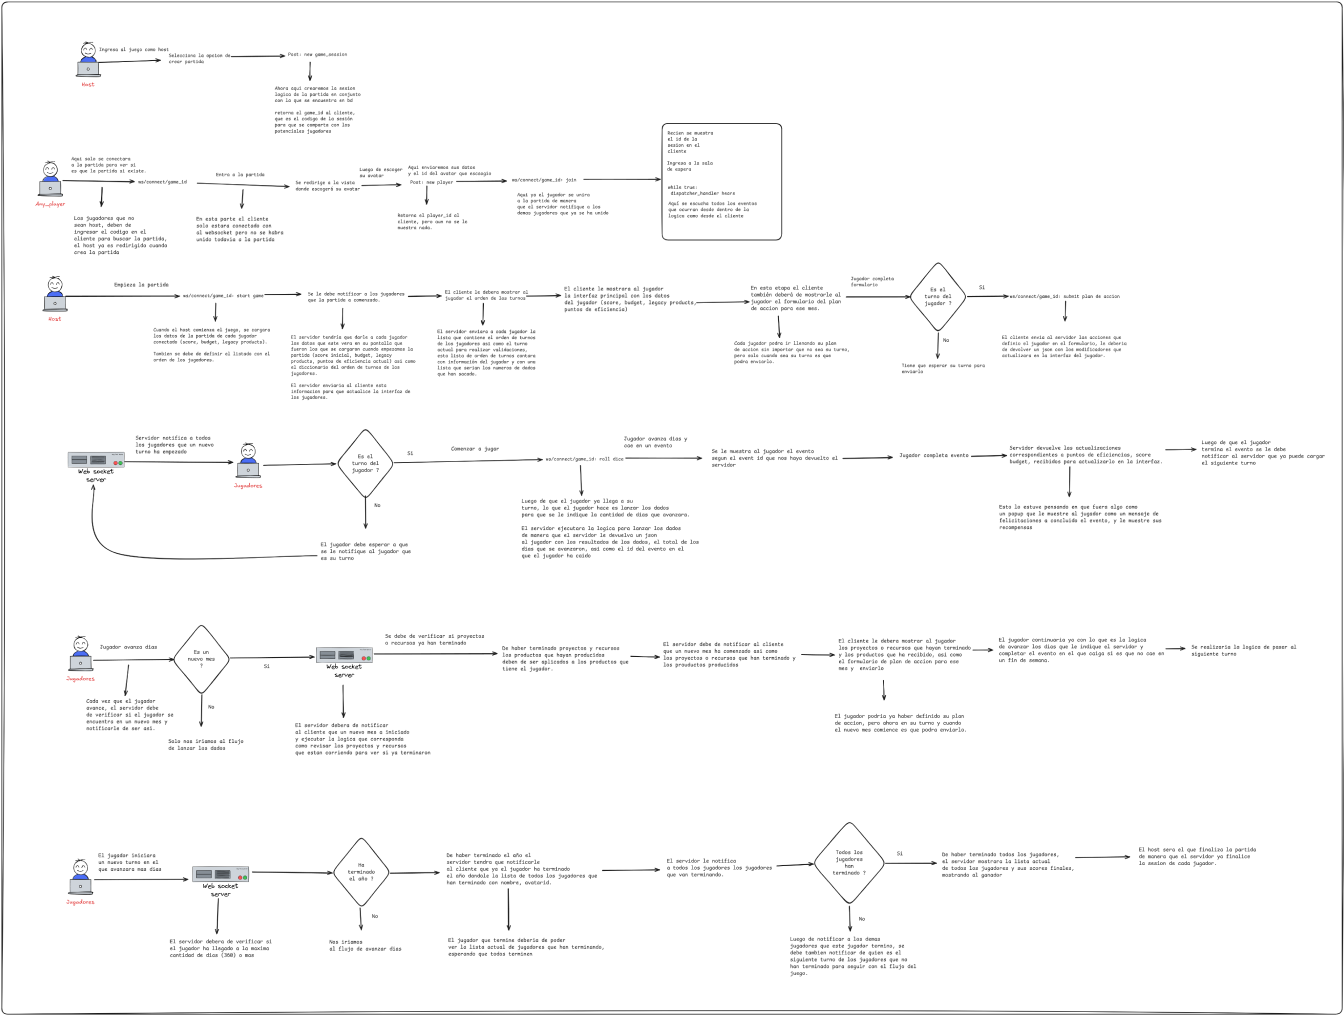 Ingresa al juego como host
Host
Selecciona la opcion de
crear partida
Post: new game_session
Ahora aqui crearemos la sesion
logica de la partida en conjunto
con lo que se encuentra en bd
retorna el game_id al cliente,
que es el codigo de la sesión
para que se comparta con los
potenciales jugadores
Aqui solo se conectara
a la partida para ver si
es que la partida si existe.
Any_player
ws/connect/game_id
Los jugadores que no
sean host, deben de
ingresar el codigo en el
cliente para buscar la partida,
el host ya es redirigido cuando
crea la partida
Entra a la partida
En esta parte el cliente
solo estara conectado con
al websocket pero no se habra
unido todavia a la partida
Se redirige a la vista
donde escogerá su avatar
Luego de escoger
su avatar
Aqui enviaremos sus datos
y el id del avatar que escogio
Post: new player
Retorna el player_id al
cliente, pero aun no se le
muestra nada.
ws/connect/game_id: join
Aqui ya el jugador se unira
a la partida de manera
que el servidor notifique a los
demas jugadores que ya se ha unido
Recien se muestra
el id de la
sesion en el
cliente
Ingresa a la sala
de espera
while true:
dispatcher_handler hears
Aqui se escucha todos los eventos
que ocurran desde dentro de la
logica como desde el cliente
Host
Empieza la partida
ws/connect/game_id: start game
Cuando el host comienza el juego, se cargara
los datos de la partida de cada jugador
conectado (score, budget, legacy products).
Tambien se debe de definir el listado con el
orden de los jugadores.
Se le debe notificar a los jugadores
que la partida a comenzado.
El servidor tendria que darle a cada jugador
los datos que este vera en su pantalla que
fueron los que se cargaron cuando empezamos la
partida (score inicial, budget, legacy
products, puntos de eficiencia actual) asi como
el diccionario del orden de turnos de los
jugadores.
El servidor enviaria al cliente esta
informacion para que actualice la interfaz de
los jugadores.
El cliente le debera mostrar al
jugador el orden de los turnos
El servidor enviara a cada jugador la
lista que contiene el orden de turnos
de los jugadores asi como el turno
actual para realizar validaciones,
esta lista de orden de turnos contara
con información del jugador y con una
lista que serian los numeros de dados
que han sacado.
El cliente le mostrara al jugador
la interfaz principal con los datos
del jugador (score, budget, legacy products,
puntos de eficiencia)
En esta etapa el cliente
también deberá de mostrarle al
jugador el formulario del plan
de accion para ese mes.
Cada jugador podra ir llenando su plan
de accion sin importar que no sea su turno,
pero solo cuando sea su turno es que
podra enviarlo.
Jugador completa
formulario
Es el
turno del
jugador ?
Si
No
Tiene que esperar su turno para
enviarlo
ws/connect/game_id: submit plan de accion
El cliente envia al servidor las acciones que
definio el jugador en el formulario, le deberia
de devolver un json con los modificadores que
actualizara en la interfaz del jugador.
Web socket
server
Servidor notifica a todos
los jugadores que un nuevo
turno ha empezado
Jugadores
Es el
turno del
jugador ?
Si
No
El jugador debe esperar a que
se le notifique al jugador que
es su turno
Comenzar a jugar
ws/connect/game_id: roll dice
Luego de que el jugador ya llega a su
turno, lo que el jugador hace es lanzar los dados
para que se le indique la cantidad de dias que avanzara.
El servidor ejecutara la logica para lanzar los dados
de manera que el servidor le devuelva un json
al jugador con los resultados de los dados, el total de los
dias que se avanzaron, asi como el id del evento en el
que el jugador ha caido
Jugador avanza dias y
cae en un evento
Se le muestra al jugador el evento
segun el event id que nos haya devuelto el
servidor
Jugador completa evento
Servidor devuelve las actualizaciones
correspondientes a puntos de eficiencias, score
budget, recibidos para actualizarlo en la interfaz.
Esto lo estuve pensando en que fuera algo como
un popup que le muestre al jugador como un mensaje de
felicitaciones a concluido el evento, y le muestre sus
recompensas
Luego de que el jugador
termina el evento se le debe
notificar al servidor que ya puede cargar
el siguiente turno
Jugadores
Jugador avanza dias
Cada vez que el jugador
avance, el servidor debe
de verificar si el jugador se
encuentra en un nuevo mes y
notificarle de ser asi.
Es un
nuevo mes
?
Si
No
Solo nos iriamos al flujo
de lanzar los dados
Web socket
server
El servidor debera de notificar
al cliente que un nuevo mes a iniciado
y ejecutar la logica que corresponda
como revisar los proyectos y recursos
que estan corriendo para ver si ya terminaron
Se debe de verificar si proyectos
o recursos ya han terminado
De haber terminado proyectos y recursos
los productos que hayan producidos
deben de ser aplicados a los productos que
tiene el jugador.
El servidor debe de notificar al cliente
que un nuevo mes ha comenzado asi como
los proyectos o recursos que han terminado y
los prouductos producidos
El cliente le debera mostrar al jugador
los proyectos o recursos que hayan terminado
y los productos que ha recibido, asi como
el formulario de plan de accion para ese
mes y enviarlo
El jugador podria ya haber definido su plan
de accion, pero ahora en su turno y cuando
el nuevo mes comience es que podra enviarlo.
El jugador continuaria ya con lo que es la logica
de avanzar los dias que le indique el servidor y
completar el evento en el que caiga si es que no cae en
un fin de semana.
Se realizaria la logica de pasar al
siguiente turno
Jugadores
El jugador iniciara
un nuevo turno en el
que avanzara mas dias
Web socket
server
El servidor debera de verificar si
el jugador ha llegado a la maxima
cantidad de dias (360) o mas
Ha
terminado
el año ?
No
Nos iriamos
al flujo de avanzar dias
De haber terminado el año el
servidor tendra que notificarle
al cliente que ya el jugador ha terminado
el año dandole la lista de todos los jugadores que
han terminado con nombre, avatarid.
El jugador que termine deberia de poder
ver la lista actual de jugadores que han terminando,
esperando que todos terminen
El servidor le notifica
a todos los jugadores los jugadores
que van terminando.
Todos los
jugadores
han
terminado ?
Si
No
Luego de notificar a los demas
jugadores que este jugador termino, se
debe tambien notificar de quien es el
siguiente turno de los jugadores que no
han terminado para seguir con el flujo del
juego.
De haber terminado todos los jugadores,
el servidor mostrara la lista actual
de todos los jugadores y sus scores finales,
mostrando al ganador
El host sera el que finalice la partida
de manera que el servidor ya finalice
la sesion de cada jugador.